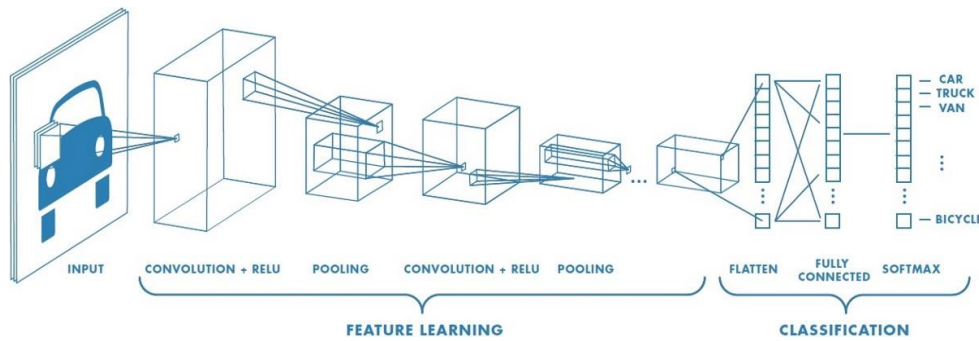 CAR
TRUCK
VAN
...
BICYCLE
INPUT
CONVOLUTION + RELU
POOLING
CONVOLUTION + RELU
POOLING
FLATTEN
FULLY
CONNECTED
SOFTMAX
FEATURE LEARNING
CLASSIFICATION